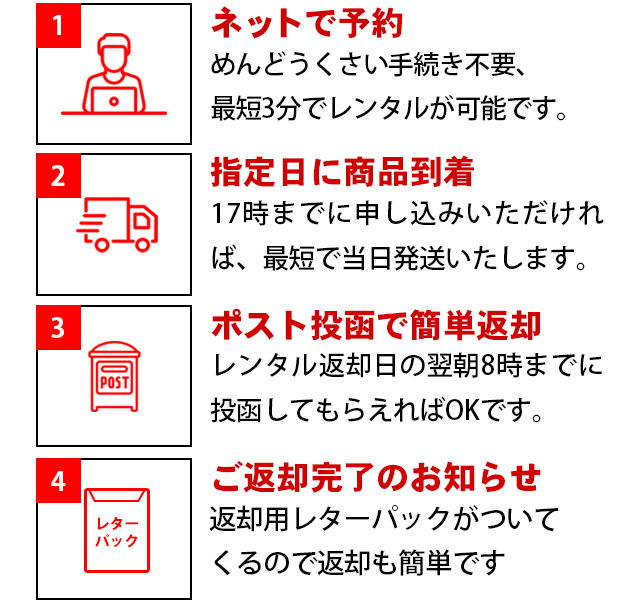 1
ネットで予約
めんどうくさい手続き不要、
最短3分でレンタルが可能です。
2
指定日に商品到着
17時までに申し込みいただけれ
ば、最短で当日発送いたします。
3
POST
ポスト投函で簡単返却
レンタル返却日の翌朝8時までに
投函してもらえればOKです。
4
レター
パック
ご返却完了のお知らせ
返却用レターパックがついて
くるので返却も簡単です